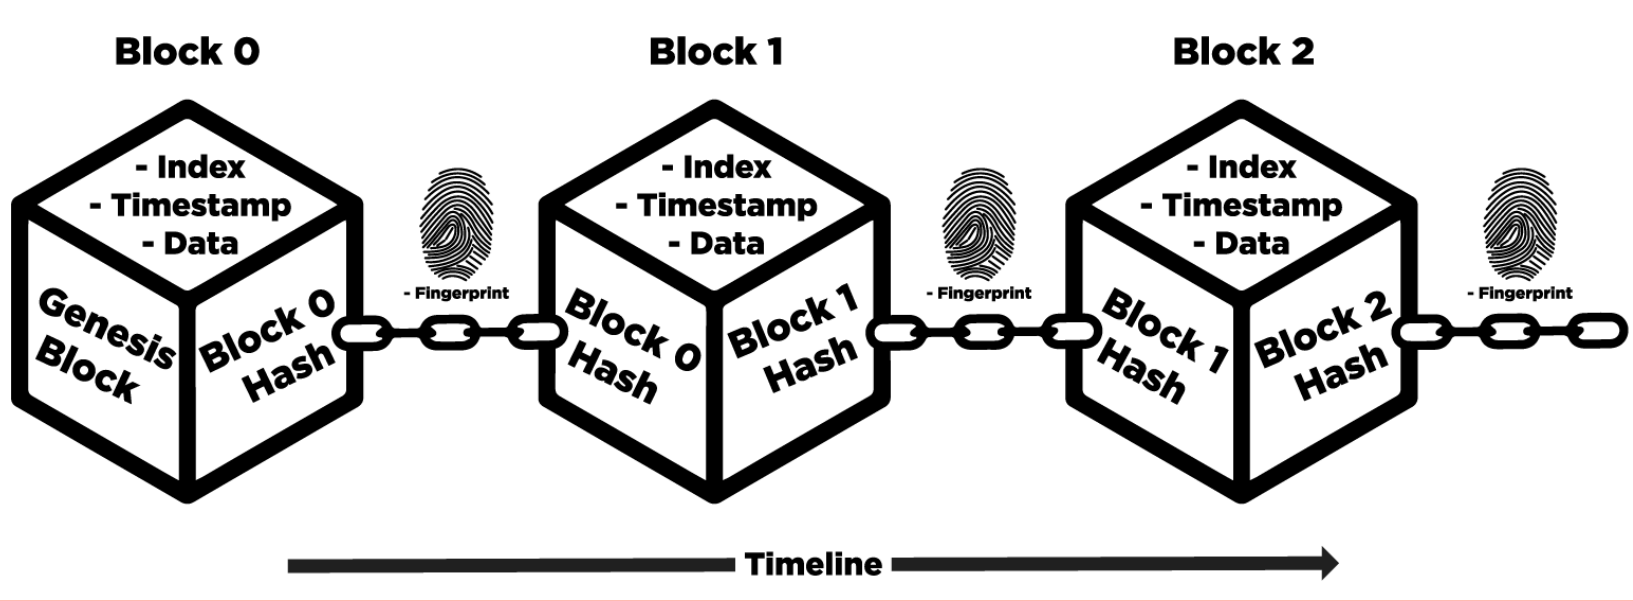 Block 0
Block 1
Block 2
- Index
- Timestamp
- Data
Genesis
Block
Block 0
Hash
- Fingerprint
- Index
- Timestamp
- Data
Block 0
Hash
Block 1
Hash
- Fingerprint
- Index
- Timestamp
- Data
Block 1
Hash
Block 2
Hash
- Fingerprint
Timeline